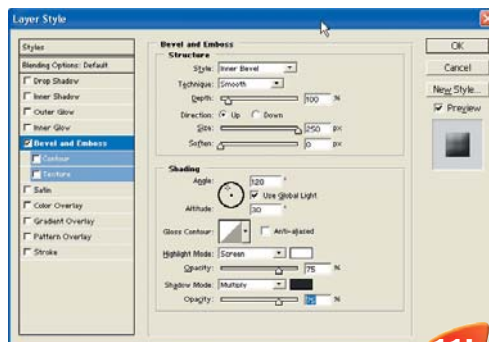 Layer Style
Styles
Blending Options: Default
Drop Shadow
Inner Shadow
Outer Glow
Inner Glow
Bevel and Emboss
Contour
Texture
Satin
Color Overlay
Gradient Overlay
Pattern Overlay
Stroke
Bevel and Emboss
Structure
Style: Inner Bevel
Technique: Smooth
Depth: 100 %
Direction: Up Down
Size: 250 px
Soften: 0 px
Shading
Angle: 120 °
Use Global Light
Altitude: 30 °
Gloss Contour: Anti-aliased
Highlight Mode: Screen
Opacity: 75 %
Shadow Mode: Multiply
Opacity: 75 %
OK
Cancel
New Style...
Preview